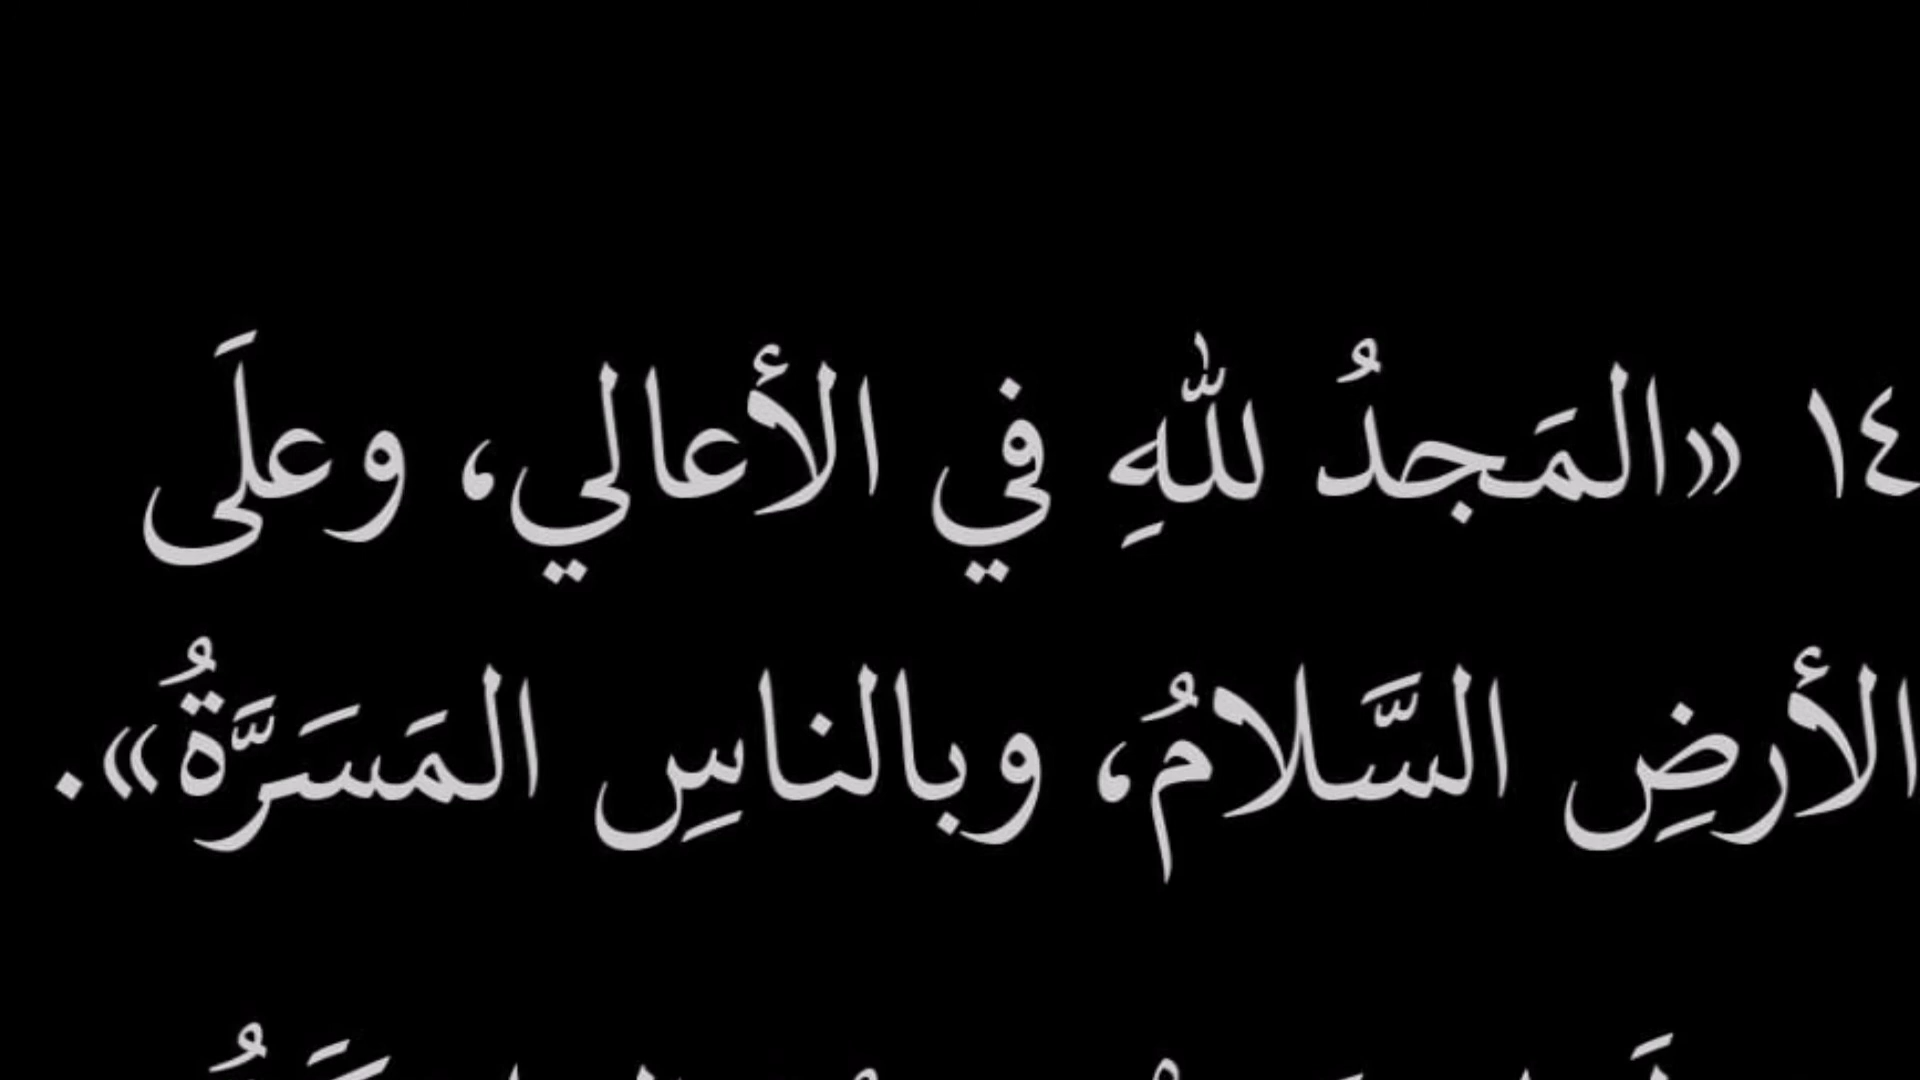 ١٤ «المَجدُ للهِ في الأعالي، وعلَى
الأرضِ السَّلامُ، وبالناسِ المَسَرَّةُ».